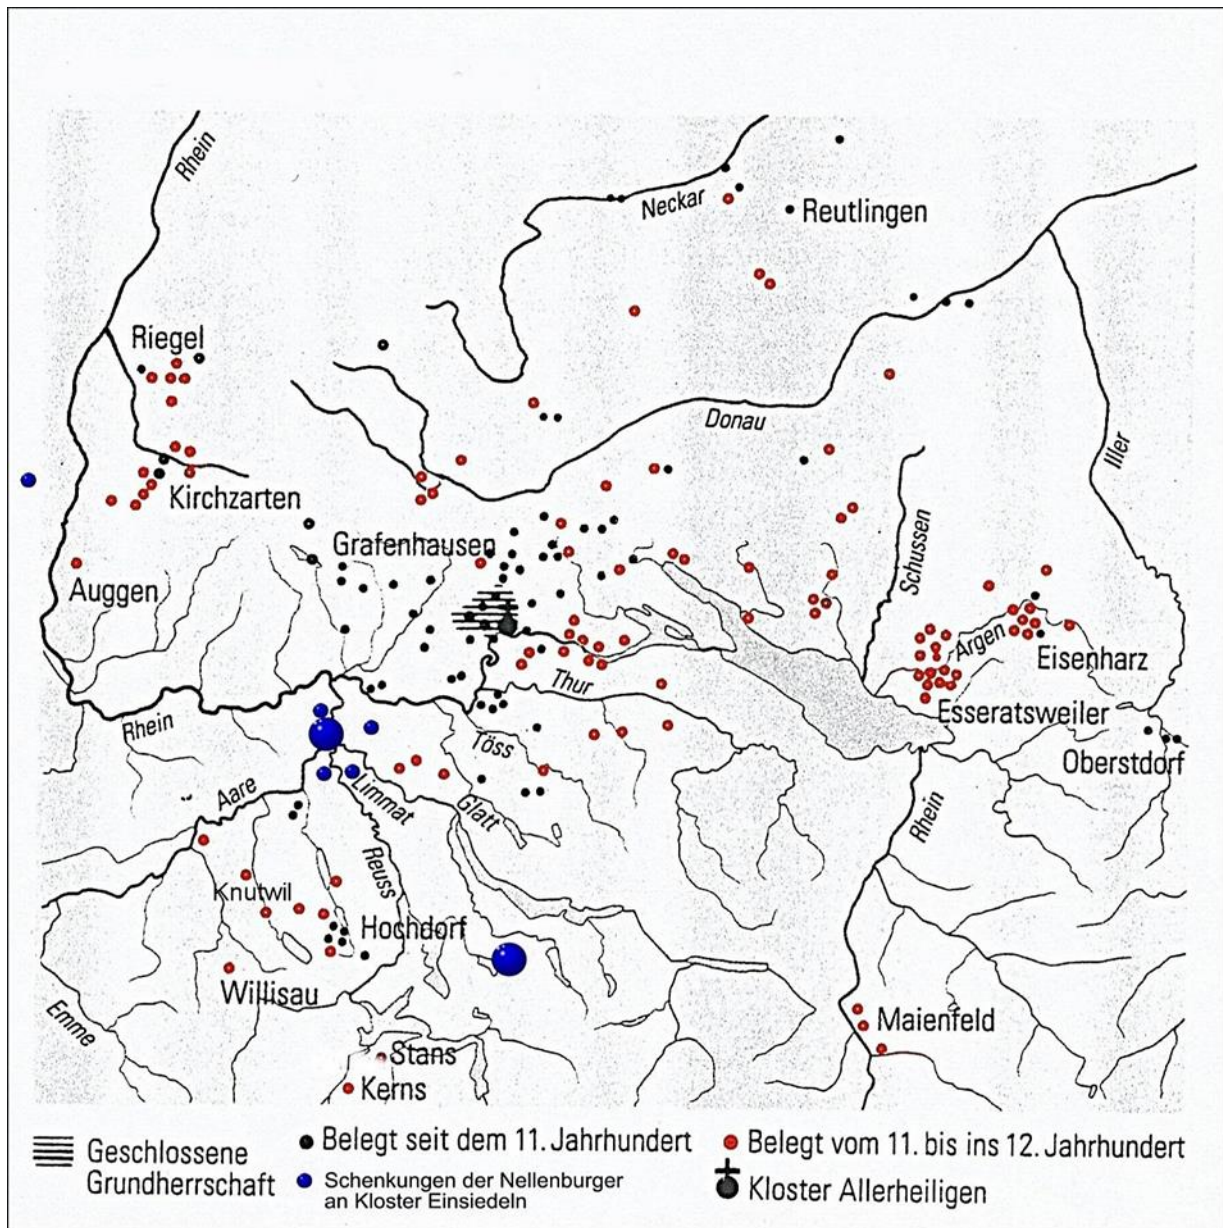 Rhein
Neckar
Reutlingen
Riegel
Donau
Iller
Kirchzarten
Grafenhausen
Schussen
Auggen
Argen
Eisenharz
Thur
Esseratsweiler
Rhein
Töss
Oberstdorf
Aare
Limmat
Glatt
Rhein
Reuss
Knutwil
Hochdorf
Willisau
Emme
Maienfeld
Stans
Kerns
Geschlossene
Grundherrschaft
Belegt seit dem 11. Jahrhundert
Schenkungen der Nellenburger
an Kloster Einsiedeln
Belegt vom 11. bis ins 12. Jahrhundert
Kloster Allerheiligen